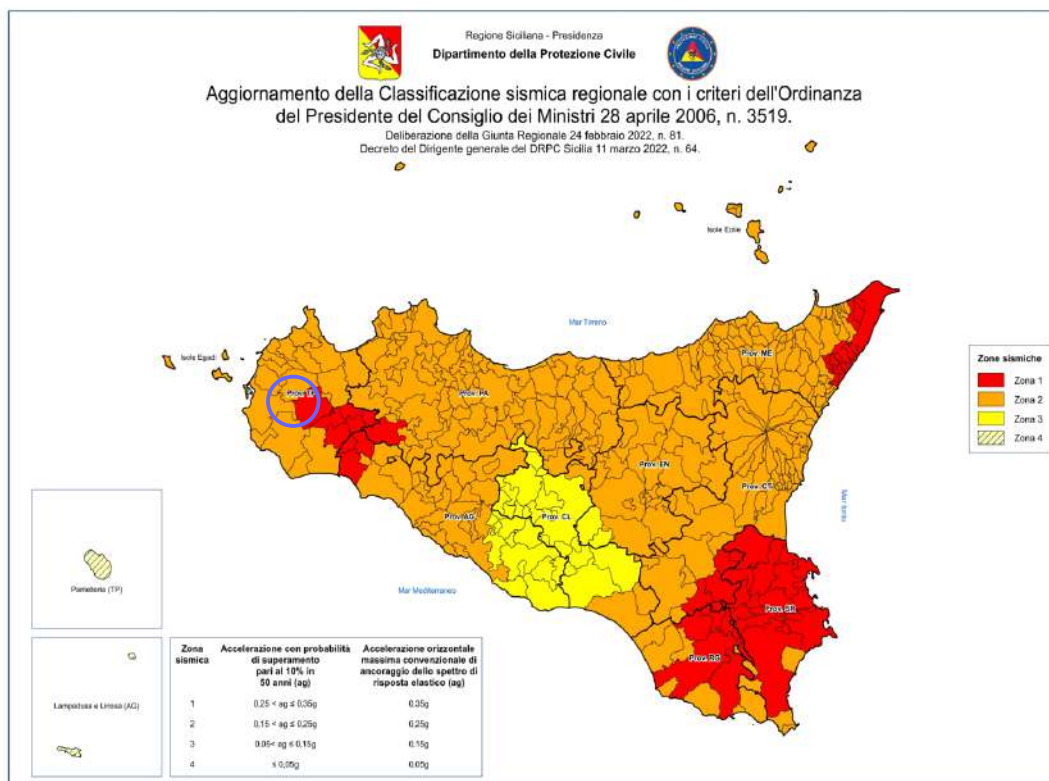 Regione Siciliana - Presidenza
Dipartimento della Protezione Civile
Aggiornamento della Classificazione sismica regionale con i criteri dell'Ordinanza
del Presidente del Consiglio dei Ministri 28 aprile 2006, n. 3519.
Deliberazione della Giunta Regionale 24 febbraio 2022, n. 81.
Decreto del Dirigente generale del DRPC Sicilia 11 marzo 2022, n. 64.
Isole Eolie
Mar Tirreno
Isole Egadi
Prov. ME
Prov. TP
Prov. PA
Zone sismiche
Zona 1
Zona 2
Zona 3
Zona 4
Prov. EN
Prov. CT
Mar Ionio
Prov. AG
Prov. CL
Pantelleria (TP)
Mar Mediterraneo
Prov. SR
Prov. RG
Lampedusa e Linosa (AG)
Zona sismica Accelerazione con probabilità di superamento pari al 10% in 50 anni (ag) Accelerazione orizzontale massima convenzionale di ancoraggio dello spettro di risposta elastico (ag)
1 0,25 < ag ≤ 0,35g 0,35g
2 0,15 < ag ≤ 0,25g 0,25g
3 0,05< ag ≤ 0,15g 0,15g
4 ≤ 0,05g 0,05g